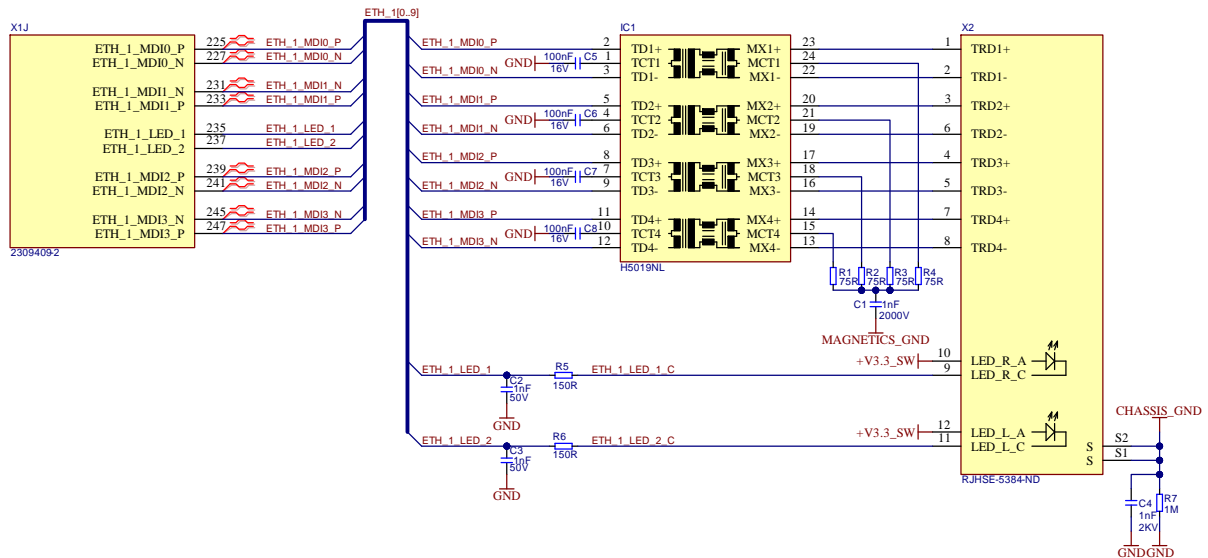 ETH_1[0..9]
X1J
ETH_1_MDI0_P 225 ETH_1_MDI0_P
ETH_1_MDI0_N 227 ETH_1_MDI0_N
ETH_1_MDI1_N 231 ETH_1_MDI1_N
ETH_1_MDI1_P 233 ETH_1_MDI1_P
ETH_1_LED_1 235 ETH_1_LED_1
ETH_1_LED_2 237 ETH_1_LED_2
ETH_1_MDI2_P 239 ETH_1_MDI2_P
ETH_1_MDI2_N 241 ETH_1_MDI2_N
ETH_1_MDI3_N 245 ETH_1_MDI3_N
ETH_1_MDI3_P 247 ETH_1_MDI3_P
2309409-2
IC1
ETH_1_MDI0_P 2 TD1+ MX1+ 23
GND 100nF C5 16V 1 TCT1 MCT1 24
ETH_1_MDI0_N 3 TD1- MX1- 22
ETH_1_MDI1_P 5 TD2+ MX2+ 20
GND 100nF C6 16V 4 TCT2 MCT2 21
ETH_1_MDI1_N 6 TD2- MX2- 19
ETH_1_MDI2_P 8 TD3+ MX3+ 17
GND 100nF C7 16V 7 TCT3 MCT3 18
ETH_1_MDI2_N 9 TD3- MX3- 16
ETH_1_MDI3_P 11 TD4+ MX4+ 14
GND 100nF C8 16V 10 TCT4 MCT4 15
ETH_1_MDI3_N 12 TD4- MX4- 13
H5019NL
R1 R2 R3 R4
75R 75R 75R 75R
C1 1nF
2000V
MAGNETICS_GND
X2
1 TRD1+
2 TRD1-
3 TRD2+
6 TRD2-
4 TRD3+
5 TRD3-
7 TRD4+
8 TRD4-
+V3.3_SW 10 LED_R_A
ETH_1_LED_1 R5 150R ETH_1_LED_1_C 9 LED_R_C
C2
1nF
50V
GND
+V3.3_SW 12 LED_L_A
ETH_1_LED_2 R6 150R ETH_1_LED_2_C 11 LED_L_C
C3
1nF
50V
GND
CHASSIS_GND
S S2
S S1
RJHSE-5384-ND
C4
1nF
2KV
R7
1M
GND GND